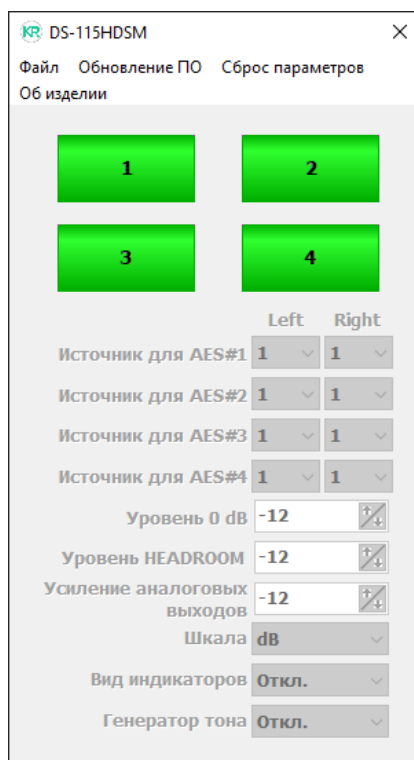 KR DS-115HDSM
Файл Обновление ПО Сброс параметров
Об изделии
1 2
3 4
Left Right
Источник для AES#1 1 1
Источник для AES#2 1 1
Источник для AES#3 1 1
Источник для AES#4 1 1
Уровень 0 dB -12
Уровень HEADROOM -12
Усиление аналоговых
выходов -12
Шкала dB
Вид индикаторов Откл.
Генератор тона Откл.